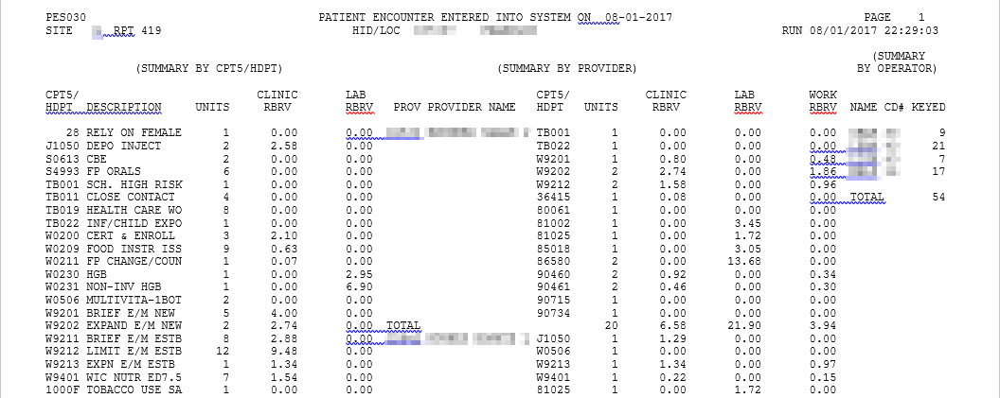 PES030 PATIENT ENCOUNTER ENTERED INTO SYSTEM ON 08-01-2017 PAGE 1
SITE RPT 419 HID/LOC RUN 08/01/2017 22:29:03
(SUMMARY
(SUMMARY BY CPT5/HDPT) (SUMMARY BY PROVIDER) BY OPERATOR)
CPT5/ CLINIC LAB CPT5/ CLINIC LAB WORK
HDPT DESCRIPTION UNITS RBRV RBRV PROV PROVIDER NAME HDPT UNITS RBRV RBRV RBRV NAME CD# KEYED
28 RELY ON FEMALE 1 0.00 0.00 TB001 1 0.00 0.00 0.00 9
J1050 DEPO INJECT 2 2.58 0.00 TB022 1 0.00 0.00 0.00 21
S0613 CBE 2 0.00 0.00 W9201 1 0.80 0.00 0.48 7
S4993 FP ORALS 6 0.00 0.00 W9202 2 2.74 0.00 1.86 17
TB001 SCH. HIGH RISK 1 0.00 0.00 W9212 2 1.58 0.00 0.96
TB011 CLOSE CONTACT 4 0.00 0.00 36415 1 0.08 0.00 0.00 TOTAL 54
TB019 HEALTH CARE WO 8 0.00 0.00 80061 1 0.00 0.00 0.00
TB022 INF/CHILD EXPO 1 0.00 0.00 81002 1 0.00 3.45 0.00
W0200 CERT & ENROLL 3 2.10 0.00 81025 1 0.00 1.72 0.00
W0209 FOOD INSTR ISS 9 0.63 0.00 85018 1 0.00 3.05 0.00
W0211 FP CHANGE/COUN 1 0.07 0.00 86580 2 0.00 13.68 0.00
W0230 HGB 1 0.00 2.95 90460 2 0.92 0.00 0.34
W0231 NON-INV HGB 1 0.00 6.90 90461 2 0.46 0.00 0.30
W0506 MULTIVITA-1BOT 2 0.00 0.00 90715 1 0.00 0.00 0.00
W9201 BRIEF E/M NEW 5 4.00 0.00 90734 1 0.00 0.00 0.00
W9202 EXPAND E/M NEW 2 2.74 0.00 TOTAL 20 6.58 21.90 3.94
W9211 BRIEF E/M ESTB 8 2.88 0.00 J1050 1 1.29 0.00 0.00
W9212 LIMIT E/M ESTB 12 9.48 0.00 W0506 1 0.00 0.00 0.00
W9213 EXPN E/M ESTB 1 1.34 0.00 W9213 1 1.34 0.00 0.97
W9401 WIC NUTR ED7.5 7 1.54 0.00 W9401 1 0.22 0.00 0.15
1000F TOBACCO USE SA 1 0.00 0.00 81025 1 0.00 1.72 0.00